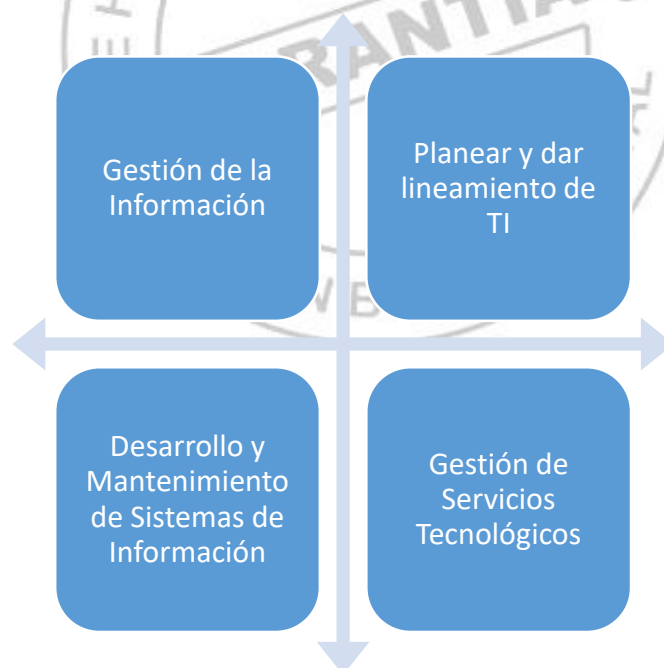 Gestión de la
Información
Planear y dar
lineamiento de
TI
Desarrollo y
Mantenimiento
de Sistemas de
Información
Gestión de
Servicios
Tecnológicos